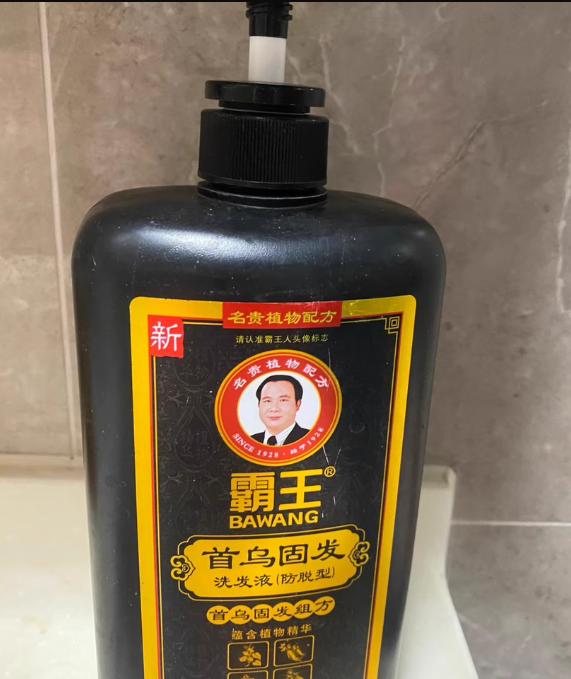 名贵植物配方
新
请认准霸王人头像标志
名贵植物配方
SINCE 1928
霸王®
BAWANG
首乌固发
洗发液(防脱型)
首乌固发组方
蕴含植物精华